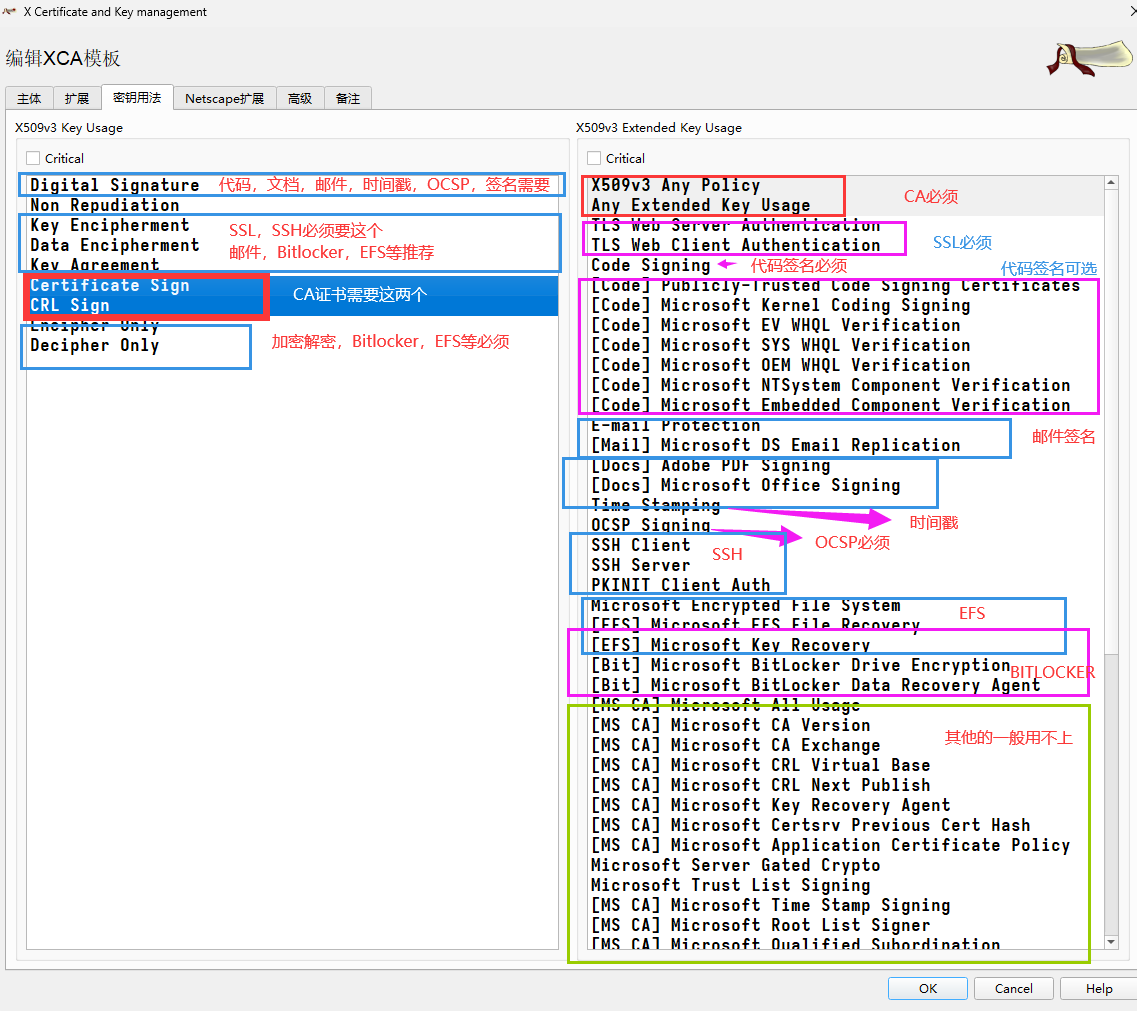 X Certificate and Key management
编辑XCA模板
主体
扩展
密钥用法
Netscape扩展
高级
备注
X509v3 Key Usage
Critical
Digital Signature
代码，文档，邮件，时间戳，OCSP，签名需要
Non Repudiation
Key Encipherment
SSL，SSH必须要这个
Data Encipherment
邮件，Bitlocker，EFS等推荐
Key Agreement
Certificate Sign
CA证书需要这两个
CRL Sign
Encipher Only
Decipher Only
加密解密，Bitlocker，EFS等必须
X509v3 Extended Key Usage
Critical
X509v3 Any Policy
Any Extended Key Usage
CA必须
TLS Web Server Authentication
TLS Web Client Authentication
SSL必须
Code Signing
代码签名必须
代码签名可选
[Code] Publicly-Trusted Code Signing Certificates
[Code] Microsoft Kernel Coding Signing
[Code] Microsoft EV WHQL Verification
[Code] Microsoft SYS WHQL Verification
[Code] Microsoft OEM WHQL Verification
[Code] Microsoft NTSystem Component Verification
[Code] Microsoft Embedded Component Verification
E-mail Protection
[Mail] Microsoft DS Email Replication
邮件签名
[Docs] Adobe PDF Signing
[Docs] Microsoft Office Signing
Time Stamping
时间戳
OCSP Signing
OCSP必须
SSH Client
SSH
SSH Server
PKINIT Client Auth
Microsoft Encrypted File System
EFS
[EFS] Microsoft EFS File Recovery
[EFS] Microsoft Key Recovery
[Bit] Microsoft BitLocker Drive Encryption
BITLOCKER
[Bit] Microsoft BitLocker Data Recovery Agent
[MS CA] Microsoft All Usage
[MS CA] Microsoft CA Version
其他的一般用不上
[MS CA] Microsoft CA Exchange
[MS CA] Microsoft CRL Virtual Base
[MS CA] Microsoft CRL Next Publish
[MS CA] Microsoft Key Recovery Agent
[MS CA] Microsoft Certsrv Previous Cert Hash
[MS CA] Microsoft Application Certificate Policy
Microsoft Server Gated Crypto
Microsoft Trust List Signing
[MS CA] Microsoft Time Stamp Signing
[MS CA] Microsoft Root List Signer
[MS CA] Microsoft Qualified Subordination
OK
Cancel
Help